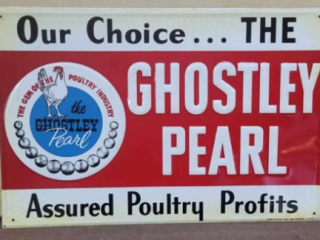 Our Choice... THE
THE GEM OF THE POULTRY INDUSTRY
the
GHOSTLEY
Pearl
GHOSTLEY
PEARL
Assured Poultry Profits